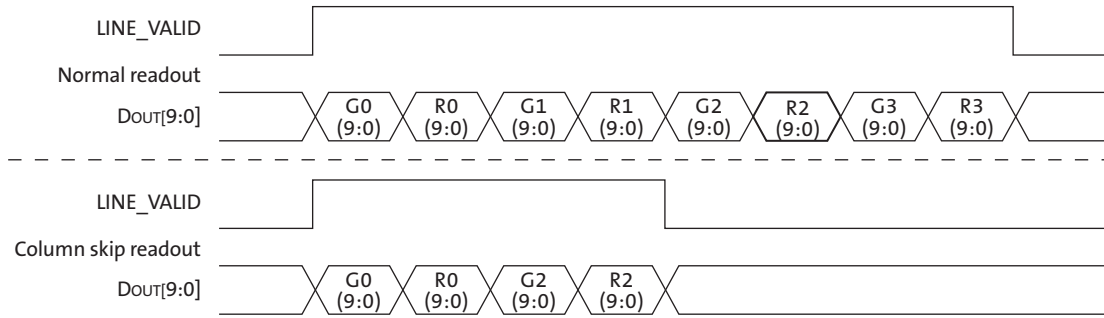 LINE_VALID
Normal readout
DOUT[9:0]
G0 (9:0)
R0 (9:0)
G1 (9:0)
R1 (9:0)
G2 (9:0)
R2 (9:0)
G3 (9:0)
R3 (9:0)
LINE_VALID
Column skip readout
DOUT[9:0]
G0 (9:0)
R0 (9:0)
G2 (9:0)
R2 (9:0)